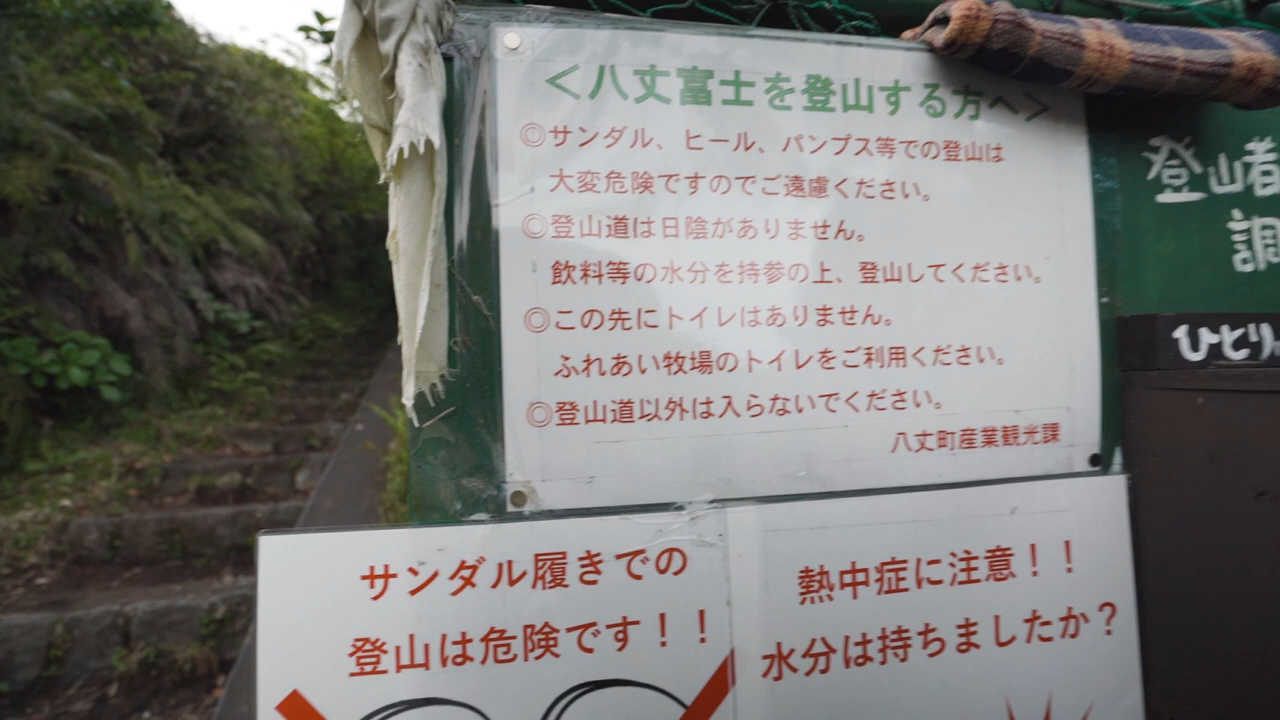 ＜八丈富士を登山する方へ＞
◎サンダル、ヒール、パンプス等での登山は
大変危険ですのでご遠慮ください。
◎登山道は日陰がありません。
飲料等の水分を持参の上、登山してください。
◎この先にトイレはありません。
ふれあい牧場のトイレをご利用ください。
◎登山道以外は入らないでください。
八丈町産業観光課
サンダル履きでの
登山は危険です！！
熱中症に注意！！
水分は持ちましたか？
登山者
調
ひとり